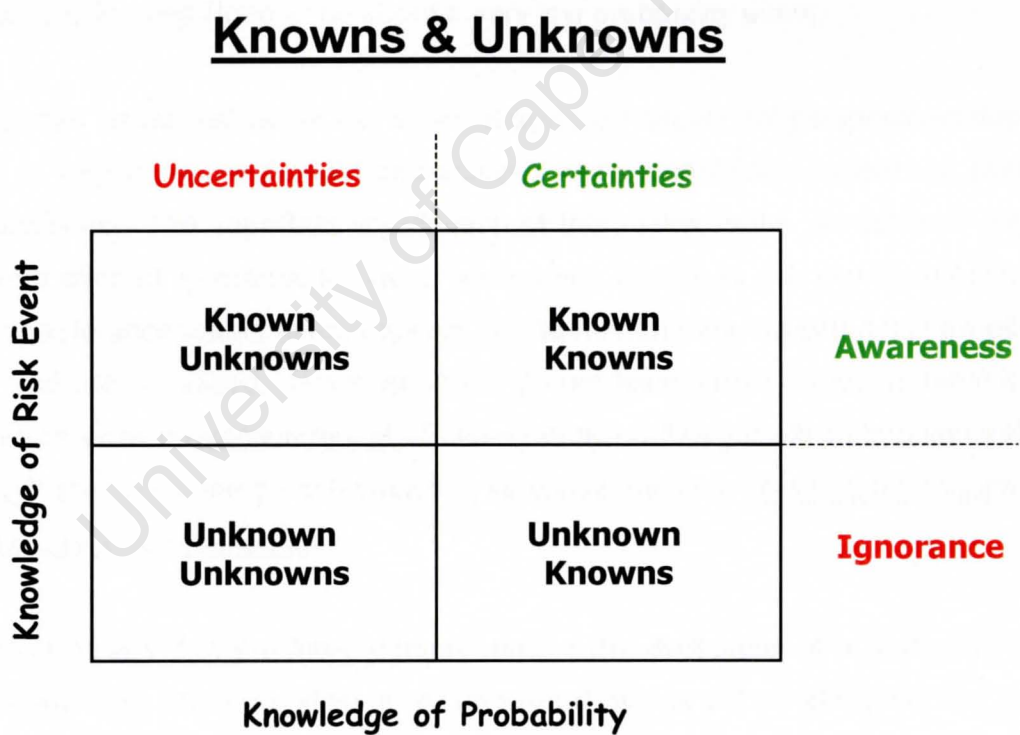 Knowns & Unknowns
Uncertainties
Certainties
Knowledge of Risk Event
Known
Unknowns
Known
Knowns
Awareness
Unknown
Unknowns
Unknown
Knowns
Ignorance
Knowledge of Probability
University of Cape